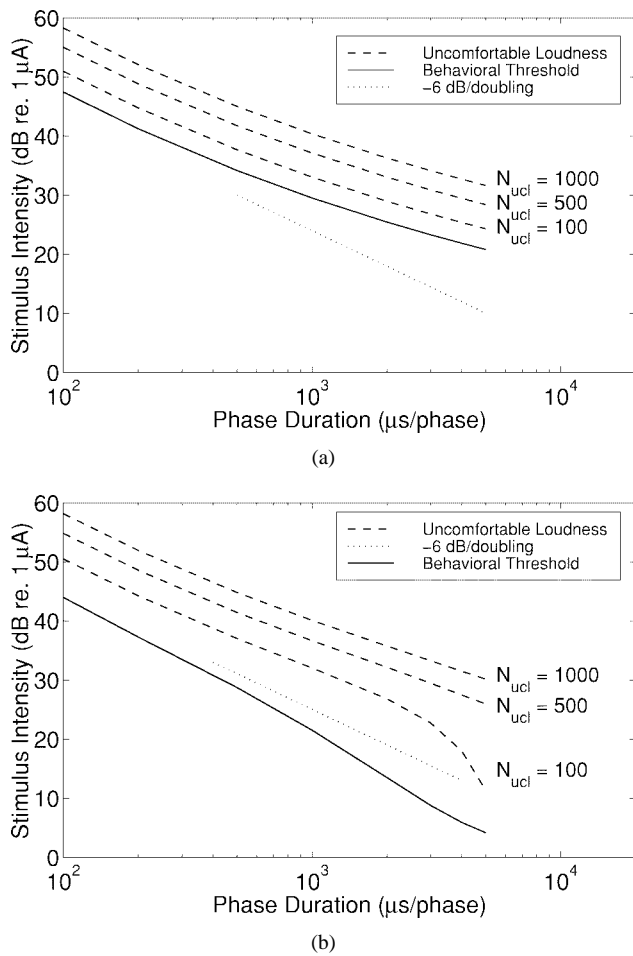 60
50
40
30
20
10
0
Stimulus Intensity (dB re. 1 μA)
Uncomfortable Loudness
Behavioral Threshold
−6 dB/doubling
N_ucl = 1000
N_ucl = 500
N_ucl = 100
10^2
10^3
10^4
Phase Duration (μs/phase)
(a)
60
50
40
30
20
10
0
Stimulus Intensity (dB re. 1 μA)
Uncomfortable Loudness
−6 dB/doubling
Behavioral Threshold
N_ucl = 1000
N_ucl = 500
N_ucl = 100
10^2
10^3
10^4
Phase Duration (μs/phase)
(b)